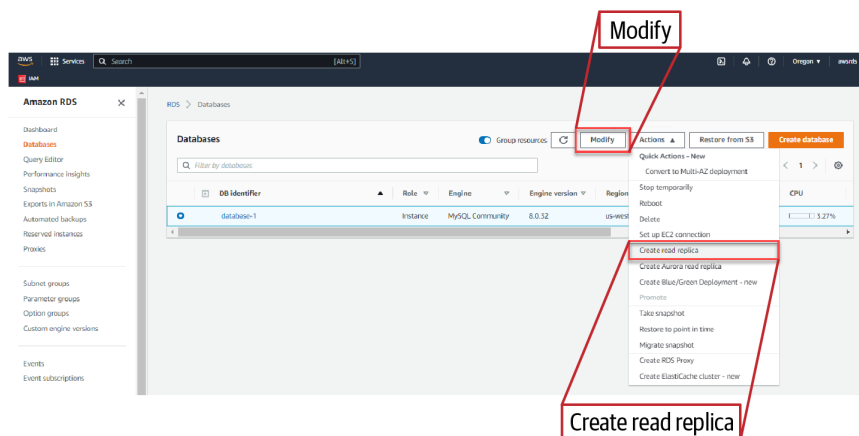 Modify
aws
Services
Search
[Alt+S]
Oregon ▼
awsrds
IAM
Amazon RDS
RDS > Databases
Dashboard
Databases
Query Editor
Performance insights
Snapshots
Exports in Amazon S3
Automated backups
Reserved instances
Proxies
Subnet groups
Parameter groups
Option groups
Custom engine versions
Events
Event subscriptions
Databases
Group resources
Modify
Actions ▲
Restore from S3
Create database
Filter by databases
< 1 >
DB identifier
Role
Engine
Engine version
Region
CPU
database-1
Instance
MySQL Community
8.0.32
us-west
3.27%
Quick Actions - New
Convert to Multi-AZ deployment
Stop temporarily
Reboot
Delete
Set up EC2 connection
Create read replica
Create Aurora read replica
Create Blue/Green Deployment - new
Promote
Take snapshot
Restore to point in time
Migrate snapshot
Create RDS Proxy
Create ElastiCache cluster - new
Create read replica